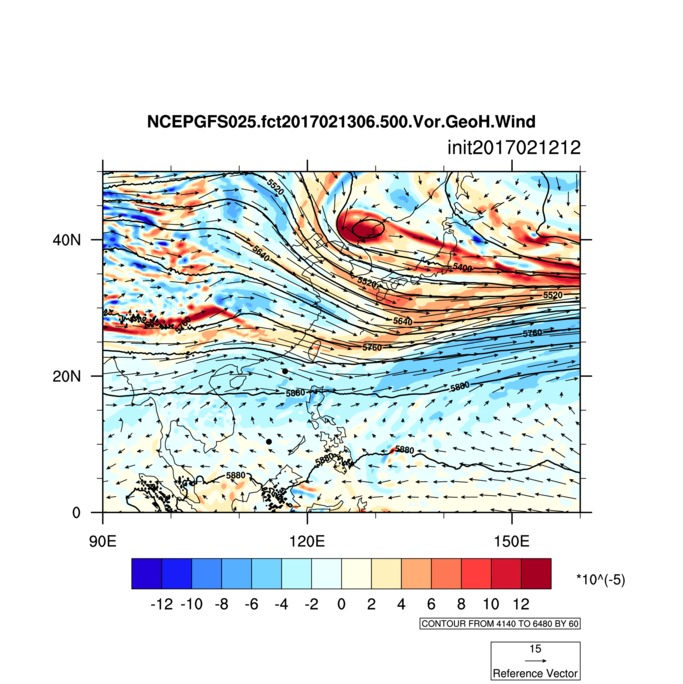 NCEPGFS025.fct2017021306.500.Vor.GeoH.Wind
init2017021212
5520
40N
5640
5400
5520
5520
5640
5760
5760
20N
5880
5880
5880
5880
5880
0
90E 120E 150E
-12 -10 -8 -6 -4 -2 0 2 4 6 8 10 12
*10^(-5)
CONTOUR FROM 4140 TO 6480 BY 60
15
Reference Vector